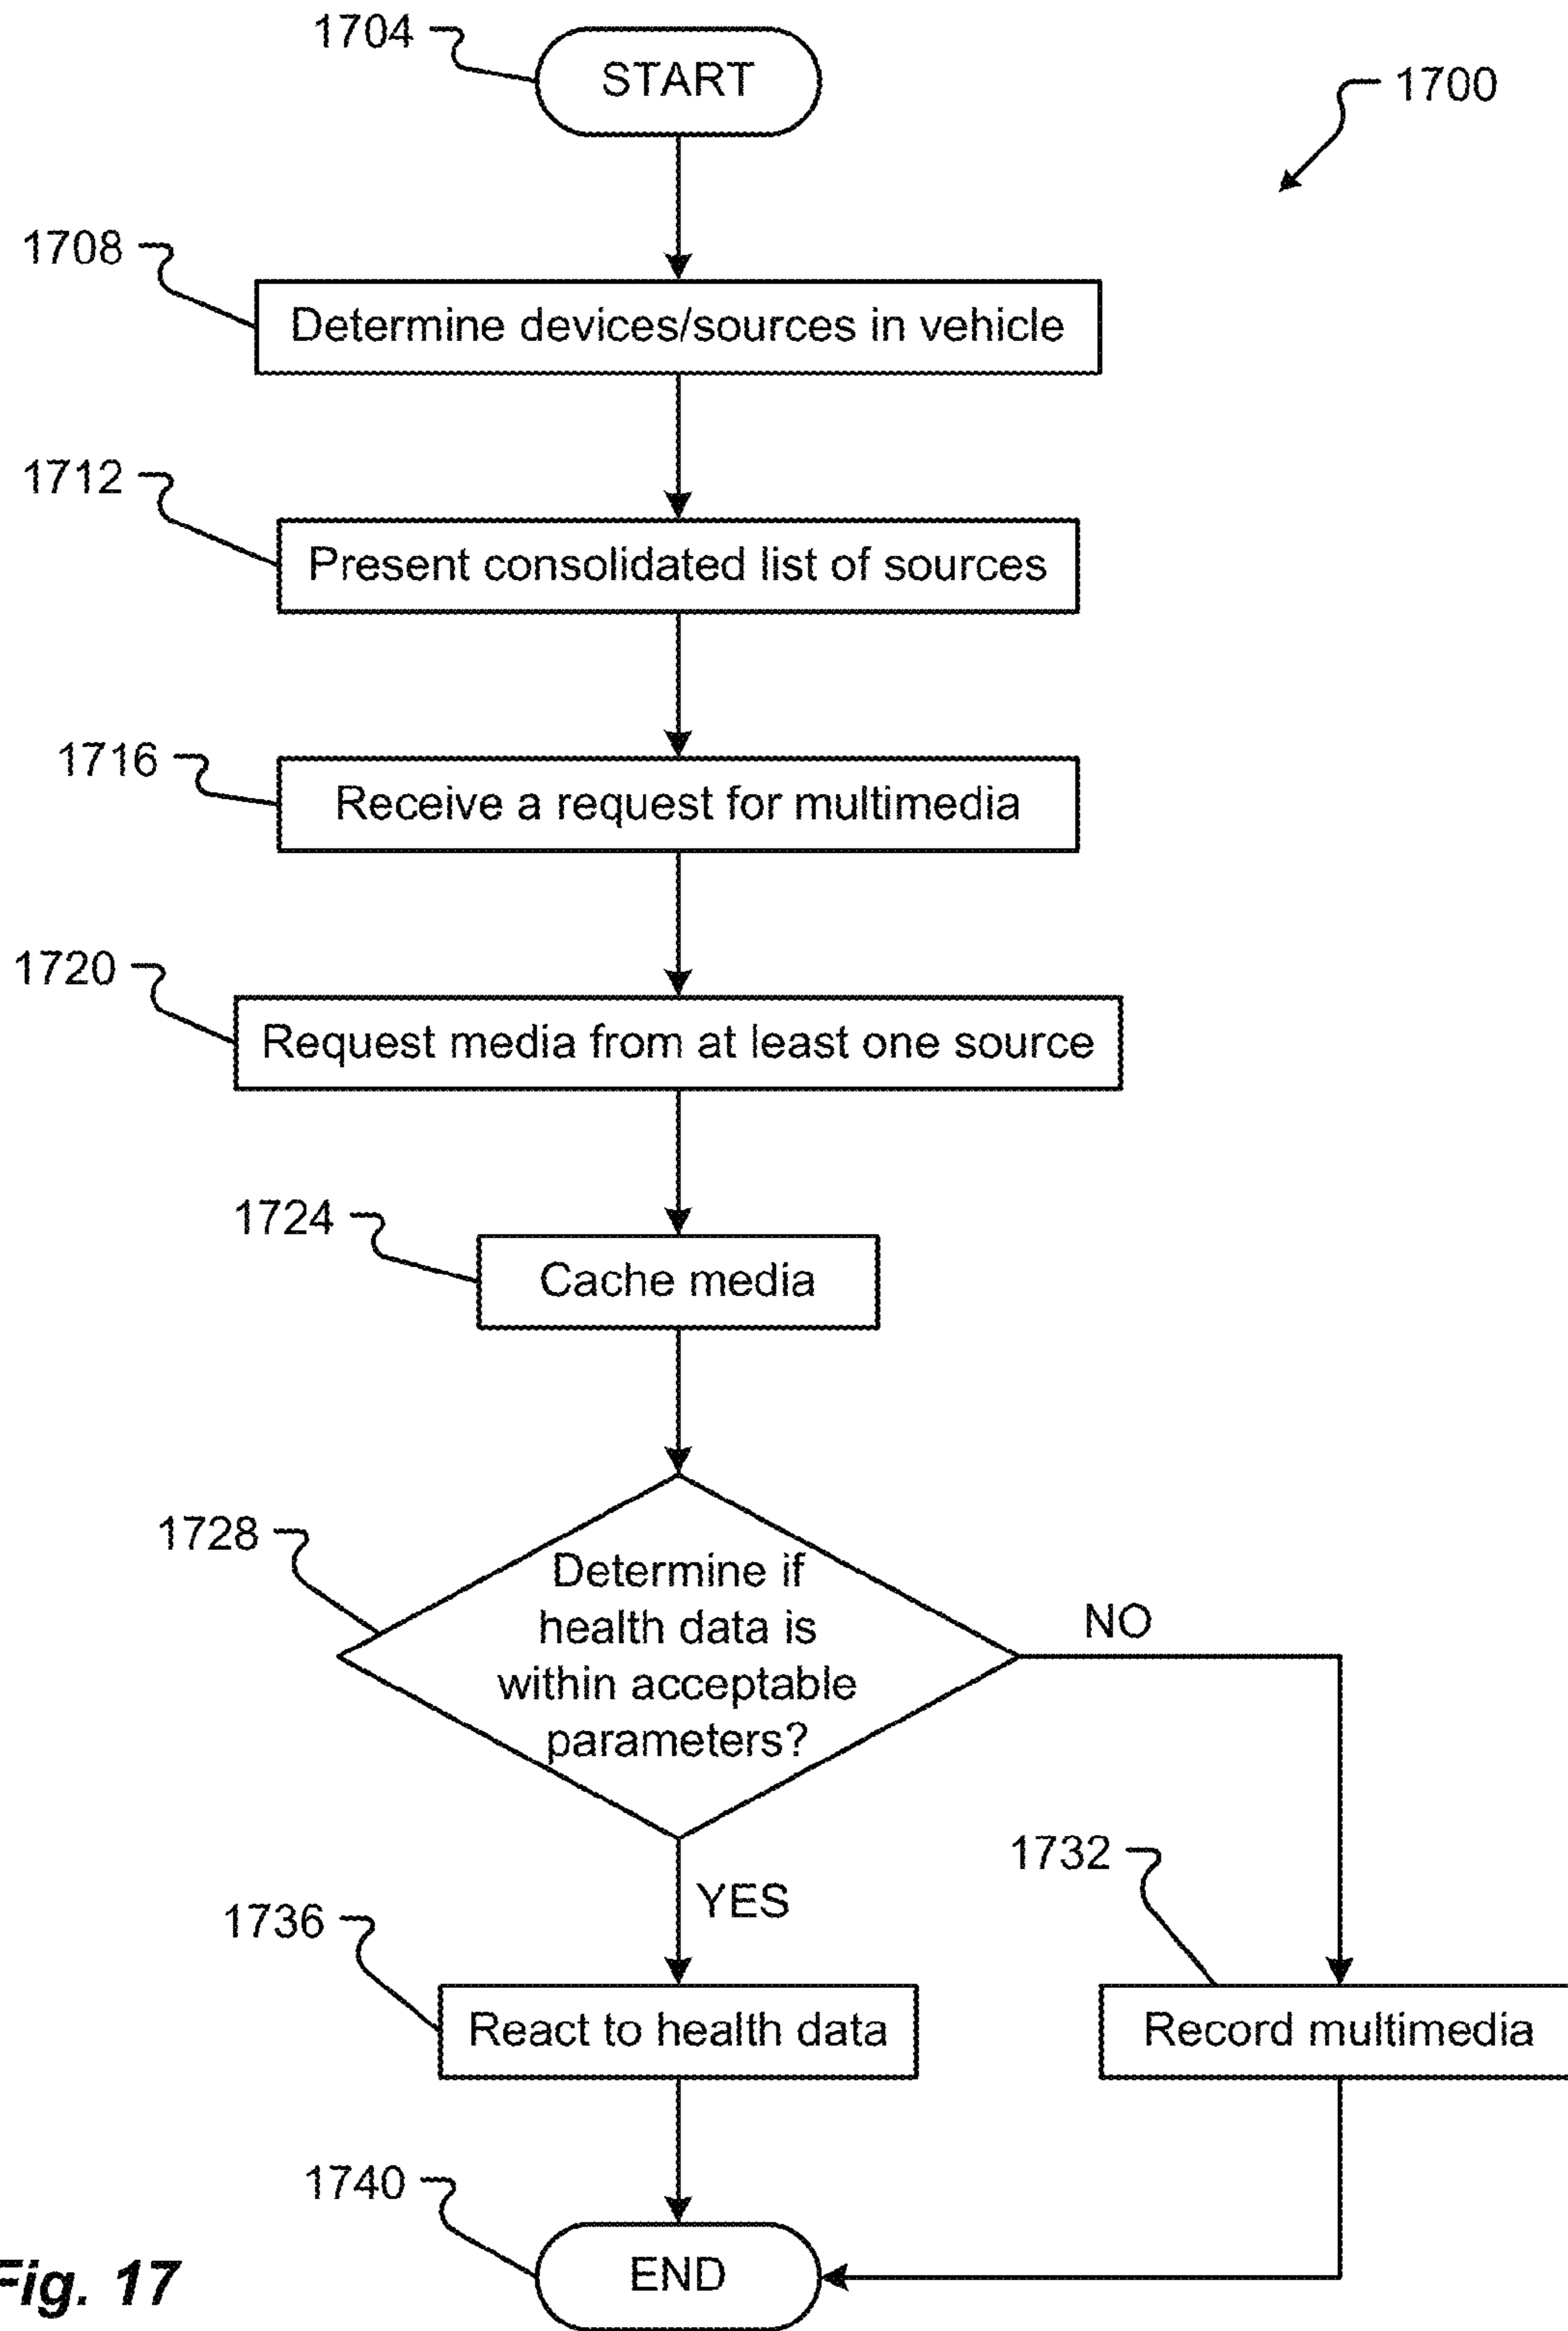 1704
START
1700
1708
Determine devices/sources in vehicle
1712
Present consolidated list of sources
1716
Receive a request for multimedia
1720
Request media from at least one source
1724
Cache media
1728
Determine if
health data is
within acceptable
parameters?
NO
YES
1732
1736
React to health data
Record multimedia
1740
END
Fig. 17